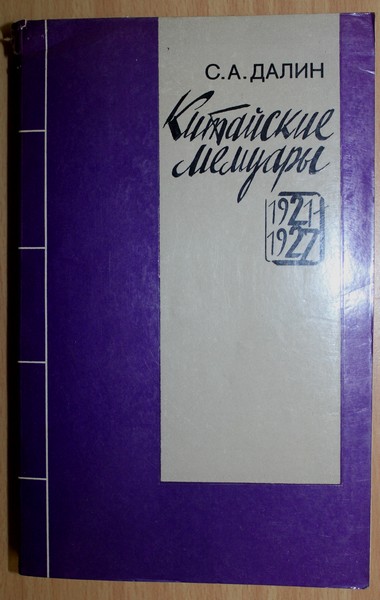 С.А.ДАЛИН
Китайские
мемуары
1921-
1927